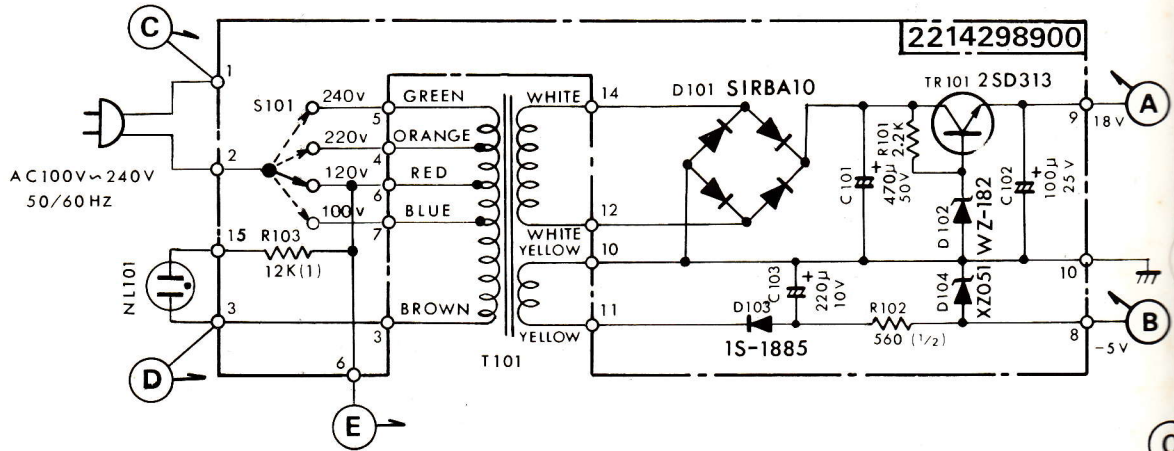 C
2214298900
1
S101
240v
5
GREEN
WHITE
14
D101 S1RBA10
TR101 2SD313
A
9
18V
220v
4
ORANGE
2
AC100V~240V
50/60HZ
120v
6
RED
100v
7
BLUE
R101
2.2K
C101
470μ
50V
+
D102
WZ-182
C102
+
100μ
25V
12
WHITE
YELLOW
10
15
R103
12K(1)
NL101
C103
+
220μ
10V
D104
XZ051
10
3
BROWN
3
11
YELLOW
D103
1S-1885
R102
560 (1/2)
8
-5V
B
T101
D
6
E